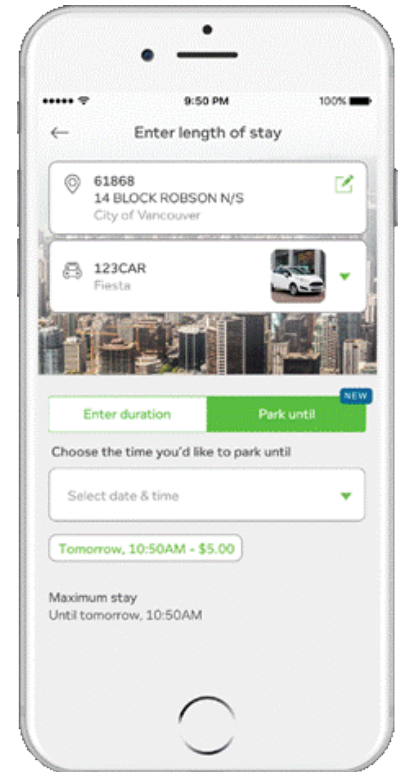 9:50 PM
100%
Enter length of stay
61868
14 BLOCK ROBSON N/S
City of Vancouver
123CAR
Fiesta
NEW
Enter duration
Park until
Choose the time you'd like to park until
Select date & time
Tomorrow, 10:50AM - $5.00
Maximum stay
Until tomorrow, 10:50AM